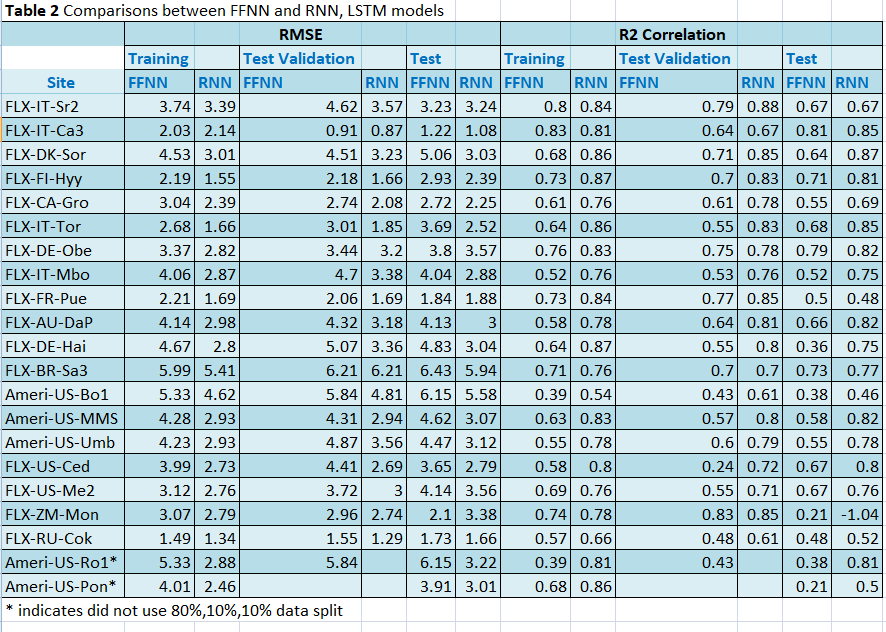 Table 2 Comparisons between FFNN and RNN, LSTM models
RMSE R2 Correlation
Training Test Validation Test Training Test Validation Test
Site FFNN RNN FFNN RNN FFNN RNN FFNN RNN FFNN RNN FFNN RNN
FLX-IT-Sr2 3.74 3.39 4.62 3.57 3.23 3.24 0.8 0.84 0.79 0.88 0.67 0.67
FLX-IT-Ca3 2.03 2.14 0.91 0.87 1.22 1.08 0.83 0.81 0.64 0.67 0.81 0.85
FLX-DK-Sor 4.53 3.01 4.51 3.23 5.06 3.03 0.68 0.86 0.71 0.85 0.64 0.87
FLX-FI-Hyy 2.19 1.55 2.18 1.66 2.93 2.39 0.73 0.87 0.7 0.83 0.71 0.81
FLX-CA-Gro 3.04 2.39 2.74 2.08 2.72 2.25 0.61 0.76 0.61 0.78 0.55 0.69
FLX-IT-Tor 2.68 1.66 3.01 1.85 3.69 2.52 0.64 0.86 0.55 0.83 0.68 0.85
FLX-DE-Obe 3.37 2.82 3.44 3.2 3.8 3.57 0.76 0.83 0.75 0.78 0.79 0.82
FLX-IT-Mbo 4.06 2.87 4.7 3.38 4.04 2.88 0.52 0.76 0.53 0.76 0.52 0.75
FLX-FR-Pue 2.21 1.69 2.06 1.69 1.84 1.88 0.73 0.84 0.77 0.85 0.5 0.48
FLX-AU-DaP 4.14 2.98 4.32 3.18 4.13 3 0.58 0.78 0.64 0.81 0.66 0.82
FLX-DE-Hai 4.67 2.8 5.07 3.36 4.83 3.04 0.64 0.87 0.55 0.8 0.36 0.75
FLX-BR-Sa3 5.99 5.41 6.21 6.21 6.43 5.94 0.71 0.76 0.7 0.7 0.73 0.77
Ameri-US-Bo1 5.33 4.62 5.84 4.81 6.15 5.58 0.39 0.54 0.43 0.61 0.38 0.46
Ameri-US-MMS 4.28 2.93 4.31 2.94 4.62 3.07 0.63 0.83 0.57 0.8 0.58 0.82
Ameri-US-Umb 4.23 2.93 4.87 3.56 4.47 3.12 0.55 0.78 0.6 0.79 0.55 0.78
FLX-US-Ced 3.99 2.73 4.41 2.69 3.65 2.79 0.58 0.8 0.24 0.72 0.67 0.8
FLX-US-Me2 3.12 2.76 3.72 3 4.14 3.56 0.69 0.76 0.55 0.71 0.67 0.76
FLX-ZM-Mon 3.07 2.79 2.96 2.74 2.1 3.38 0.74 0.78 0.83 0.85 0.21 -1.04
FLX-RU-Cok 1.49 1.34 1.55 1.29 1.73 1.66 0.57 0.66 0.48 0.61 0.48 0.52
Ameri-US-Ro1* 5.33 2.88 5.84 6.15 3.22 0.39 0.81 0.43 0.38 0.81
Ameri-US-Pon* 4.01 2.46 3.91 3.01 0.68 0.86 0.21 0.5
* indicates did not use 80%,10%,10% data split